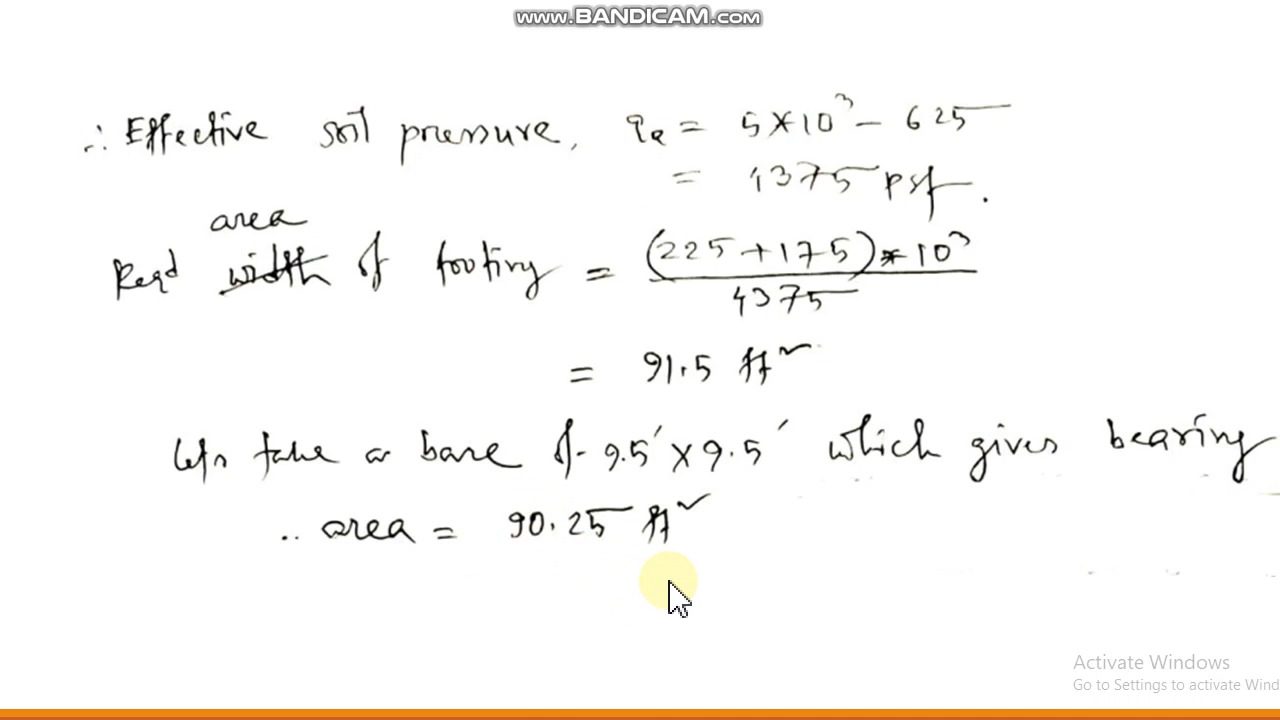 www.BANDICAM.com
∴ Effective soil pressure, qe = 5*10³ – 625
= 4375 psf.
area
Reqd width of footing = (225+175)*10³
4375
= 91.5 ft²
Lets take a base of 9.5'×9.5' which gives bearing
area = 90.25 ft²
Activate Windows
Go to Settings to activate Wind